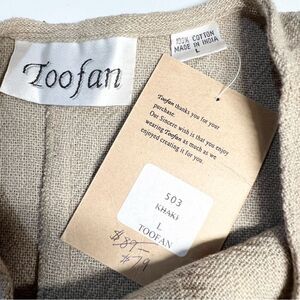 Toofan
100% COTTON
MADE IN INDIA
L
Toofan thanks you for your
purchase.
Our Sincere wish is that you enjoy
wearing Toofan as much as we
enjoyed creating it for you.
503
KHAKI
L
TOOFAN
$89-
$79